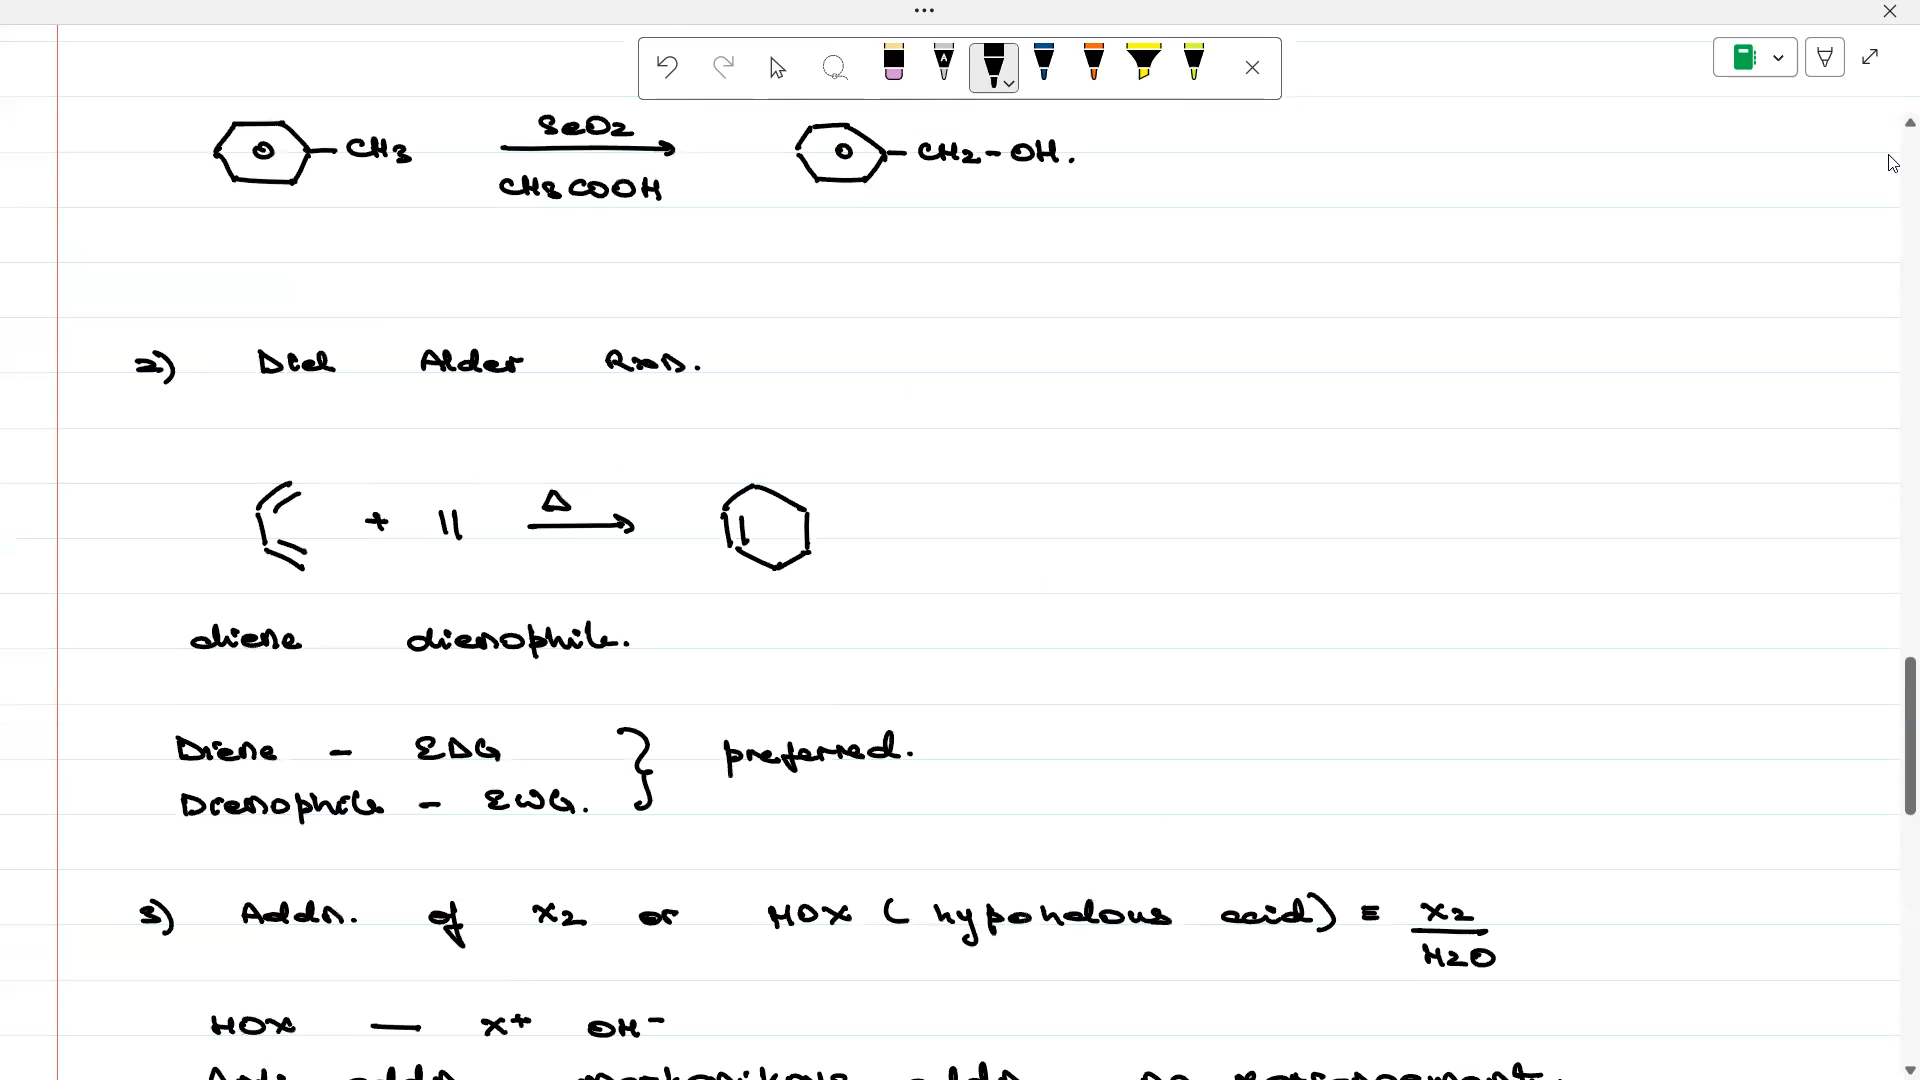 -CH3 SeO2 CH3COOH -CH2-OH.
2) Diel Alder Rxn.
+ || Δ
diene dienophile.
Diene - EDG } preferred.
Dienophile - EWG.
3) Addn. of X2 or HOX (hypohalous acid) ≡ X2/H2O
HOX — X+ OH-